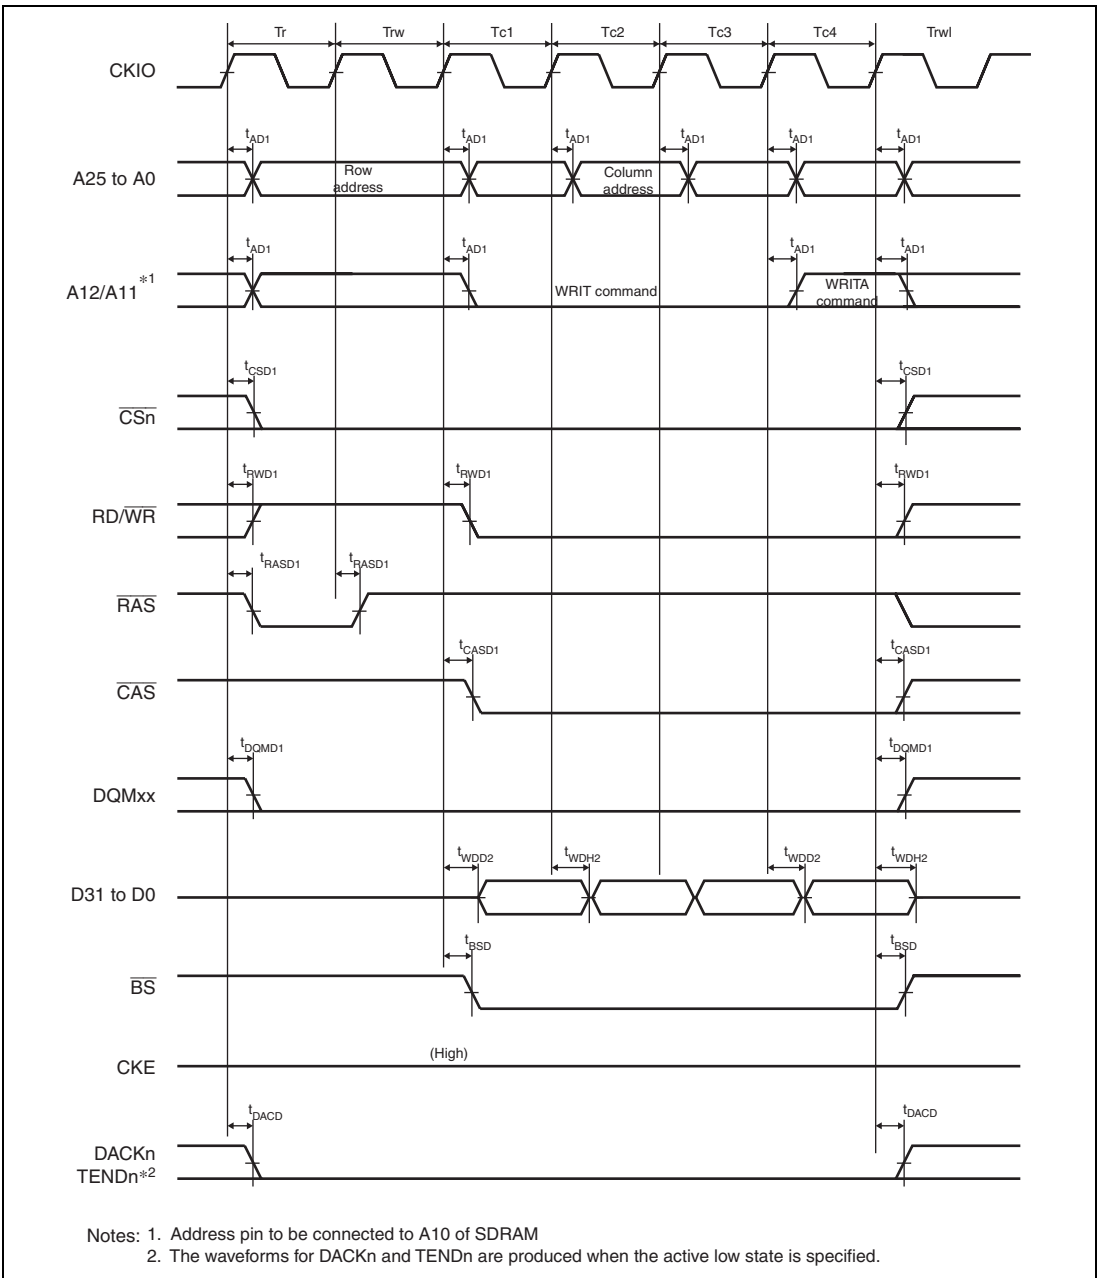 Tr Trw Tc1 Tc2 Tc3 Tc4 Trwl
CKIO
tAD1 tAD1 tAD1 tAD1 tAD1 tAD1
A25 to A0
Row
address
Column
address
tAD1 tAD1 tAD1 tAD1
A12/A11*1
WRIT command
WRITA
command
tCSD1 tCSD1
CSn
tRWD1 tRWD1 tRWD1
RD/WR
tRASD1 tRASD1
RAS
tCASD1 tCASD1
CAS
tDQMD1 tDQMD1
DQMxx
tWDD2 tWDH2 tWDD2 tWDH2
D31 to D0
tBSD tBSD
BS
(High)
CKE
tDACD tDACD
DACKn
TENDn*2
Notes: 1. Address pin to be connected to A10 of SDRAM
2. The waveforms for DACKn and TENDn are produced when the active low state is specified.